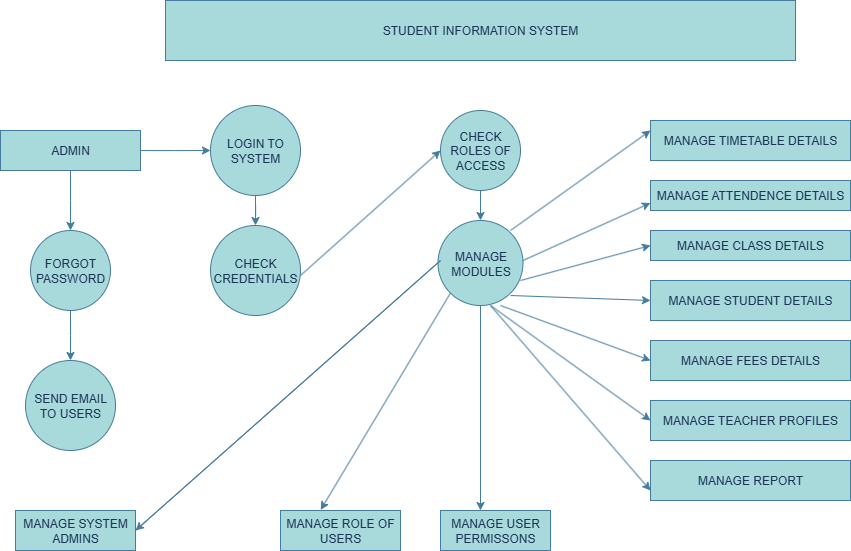 STUDENT INFORMATION SYSTEM
ADMIN
LOGIN TO
SYSTEM
CHECK
ROLES OF
ACCESS
MANAGE TIMETABLE DETAILS
MANAGE ATTENDENCE DETAILS
MANAGE CLASS DETAILS
FORGOT
PASSWORD
CHECK
CREDENTIALS
MANAGE
MODULES
MANAGE STUDENT DETAILS
MANAGE FEES DETAILS
SEND EMAIL
TO USERS
MANAGE TEACHER PROFILES
MANAGE REPORT
MANAGE SYSTEM
ADMINS
MANAGE ROLE OF
USERS
MANAGE USER
PERMISSONS